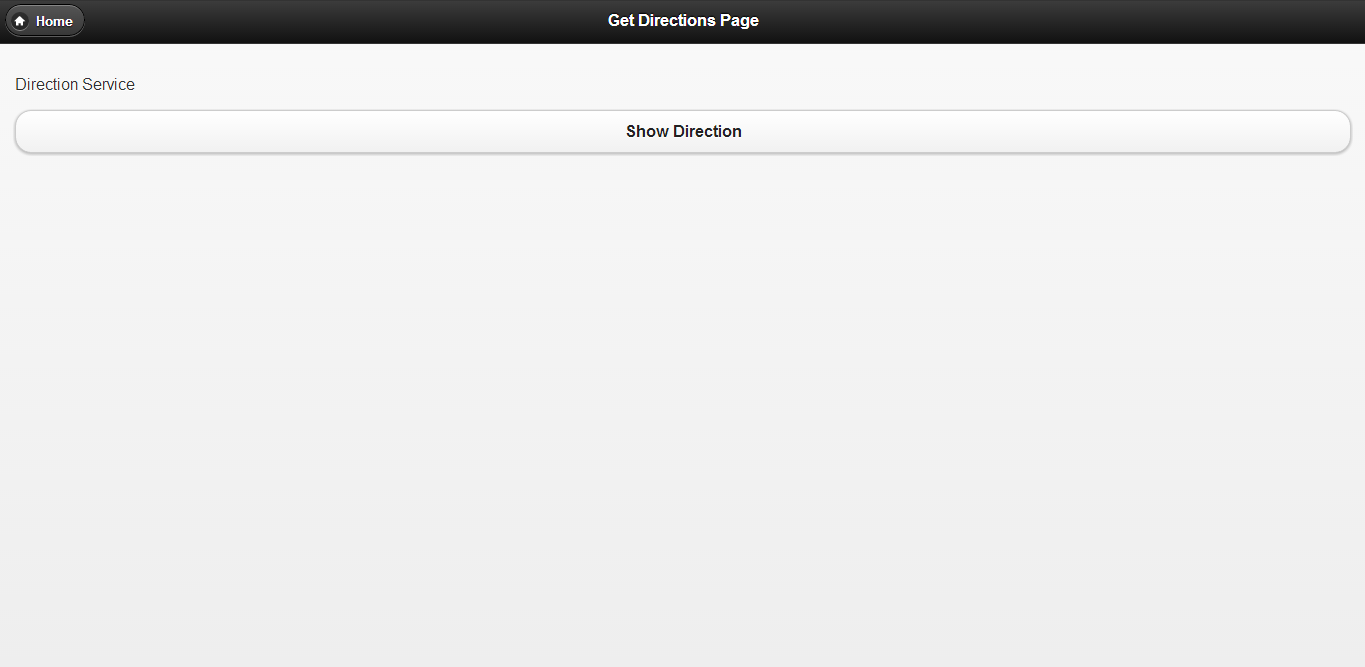 Home
Get Directions Page
Direction Service
Show Direction